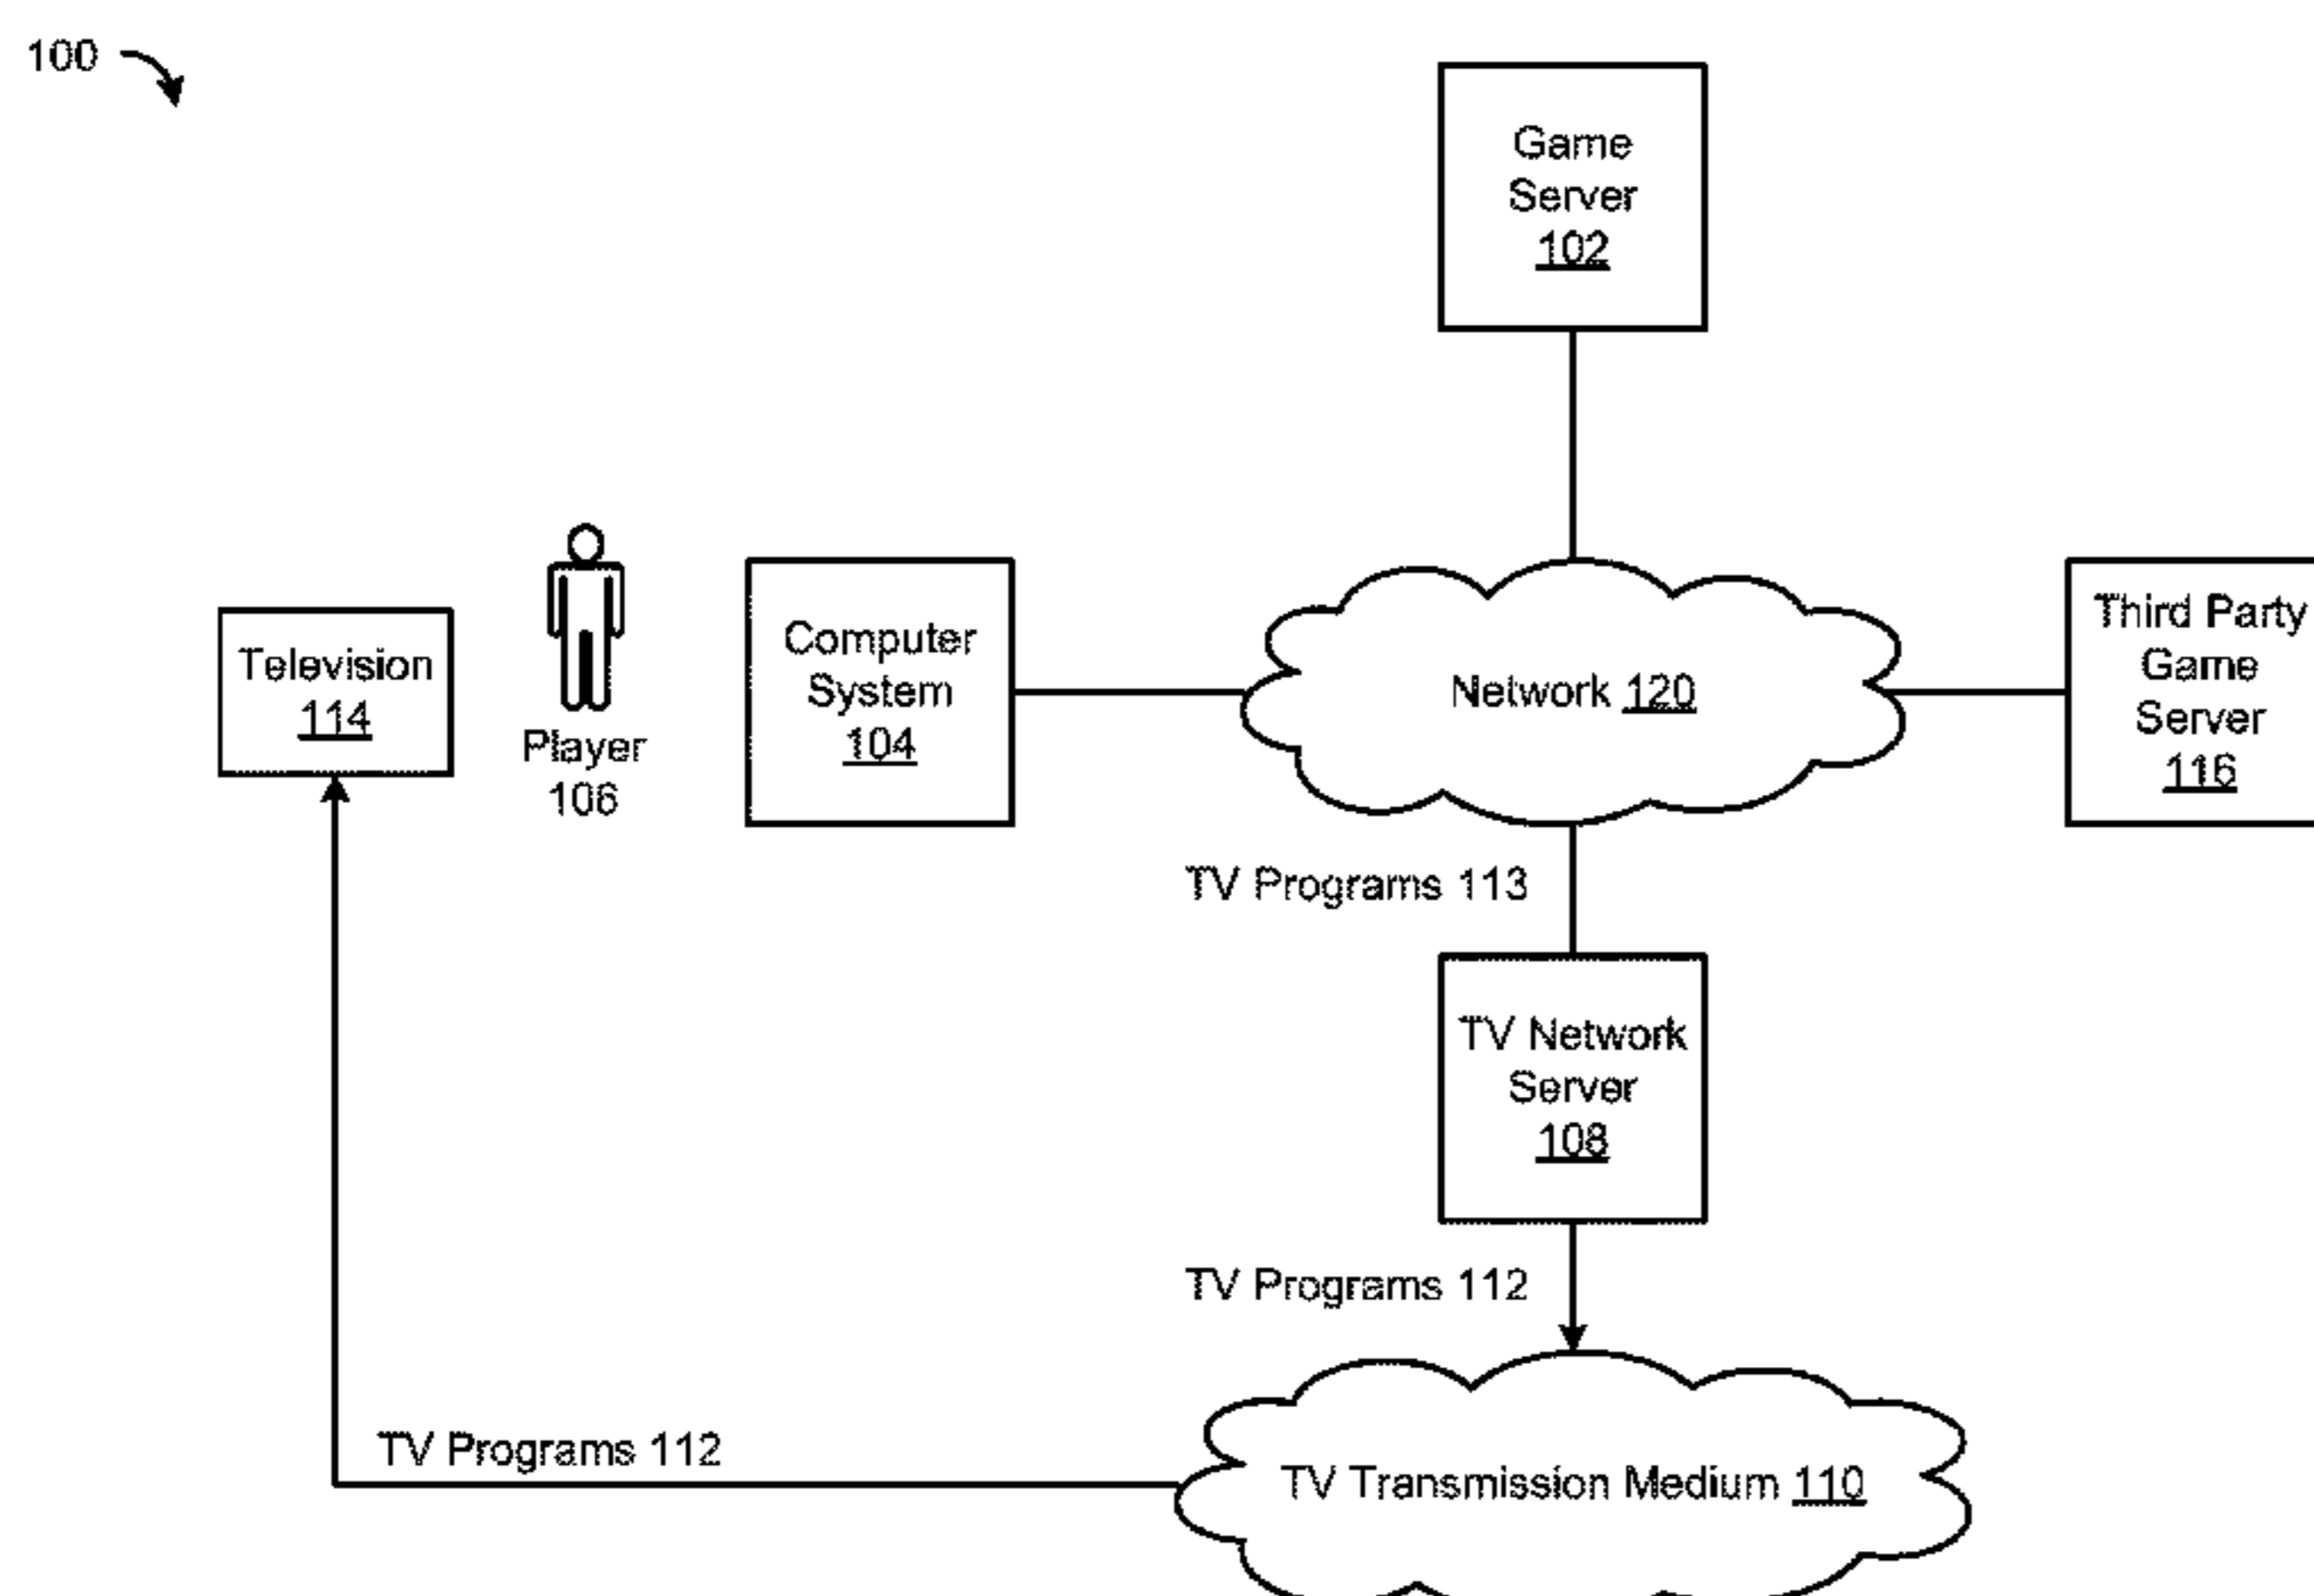 100
Game
Server
102
Television
114
Player
106
Computer
System
104
Network 120
Third Party
Game
Server
116
TV Programs 113
TV Network
Server
108
TV Programs 112
TV Programs 112
TV Transmission Medium 110